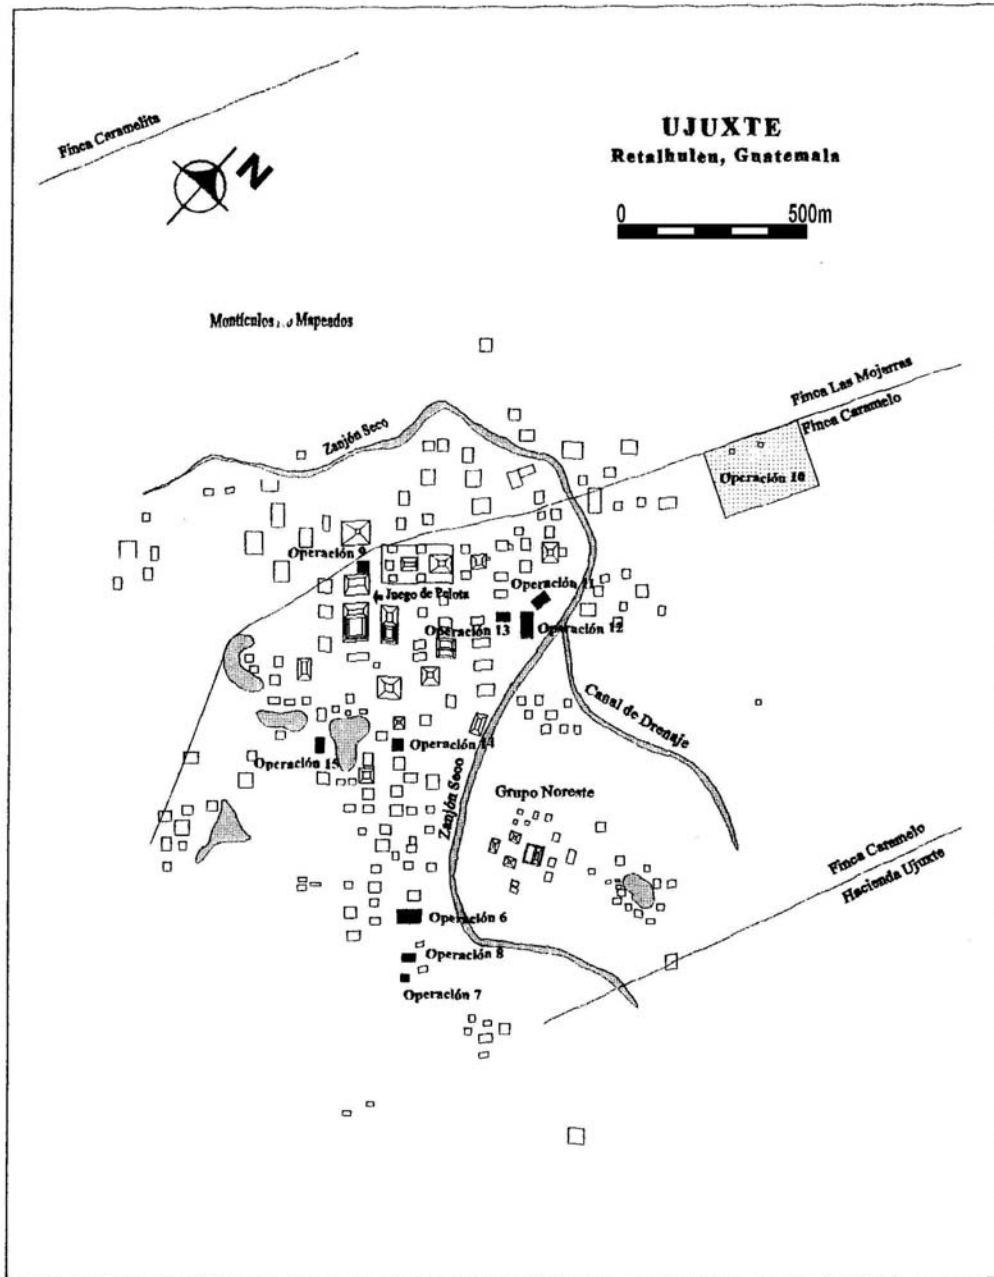 Finca Caramelita
N
UJUXTE
Retalhuleu, Guatemala
0 500m
Montículos Mapeados
Zanjón Seco
Finca Las Mojarras
Finca Caramelo
Operación 10
Operación 9
Juego de Pelota
Operación 11
Operación 13
Operación 12
Canal de Drenaje
Operación 14
Operación 15
Zanjón Seco
Grupo Noreste
Finca Caramelo
Hacienda Ujuxte
Operación 6
Operación 8
Operación 7